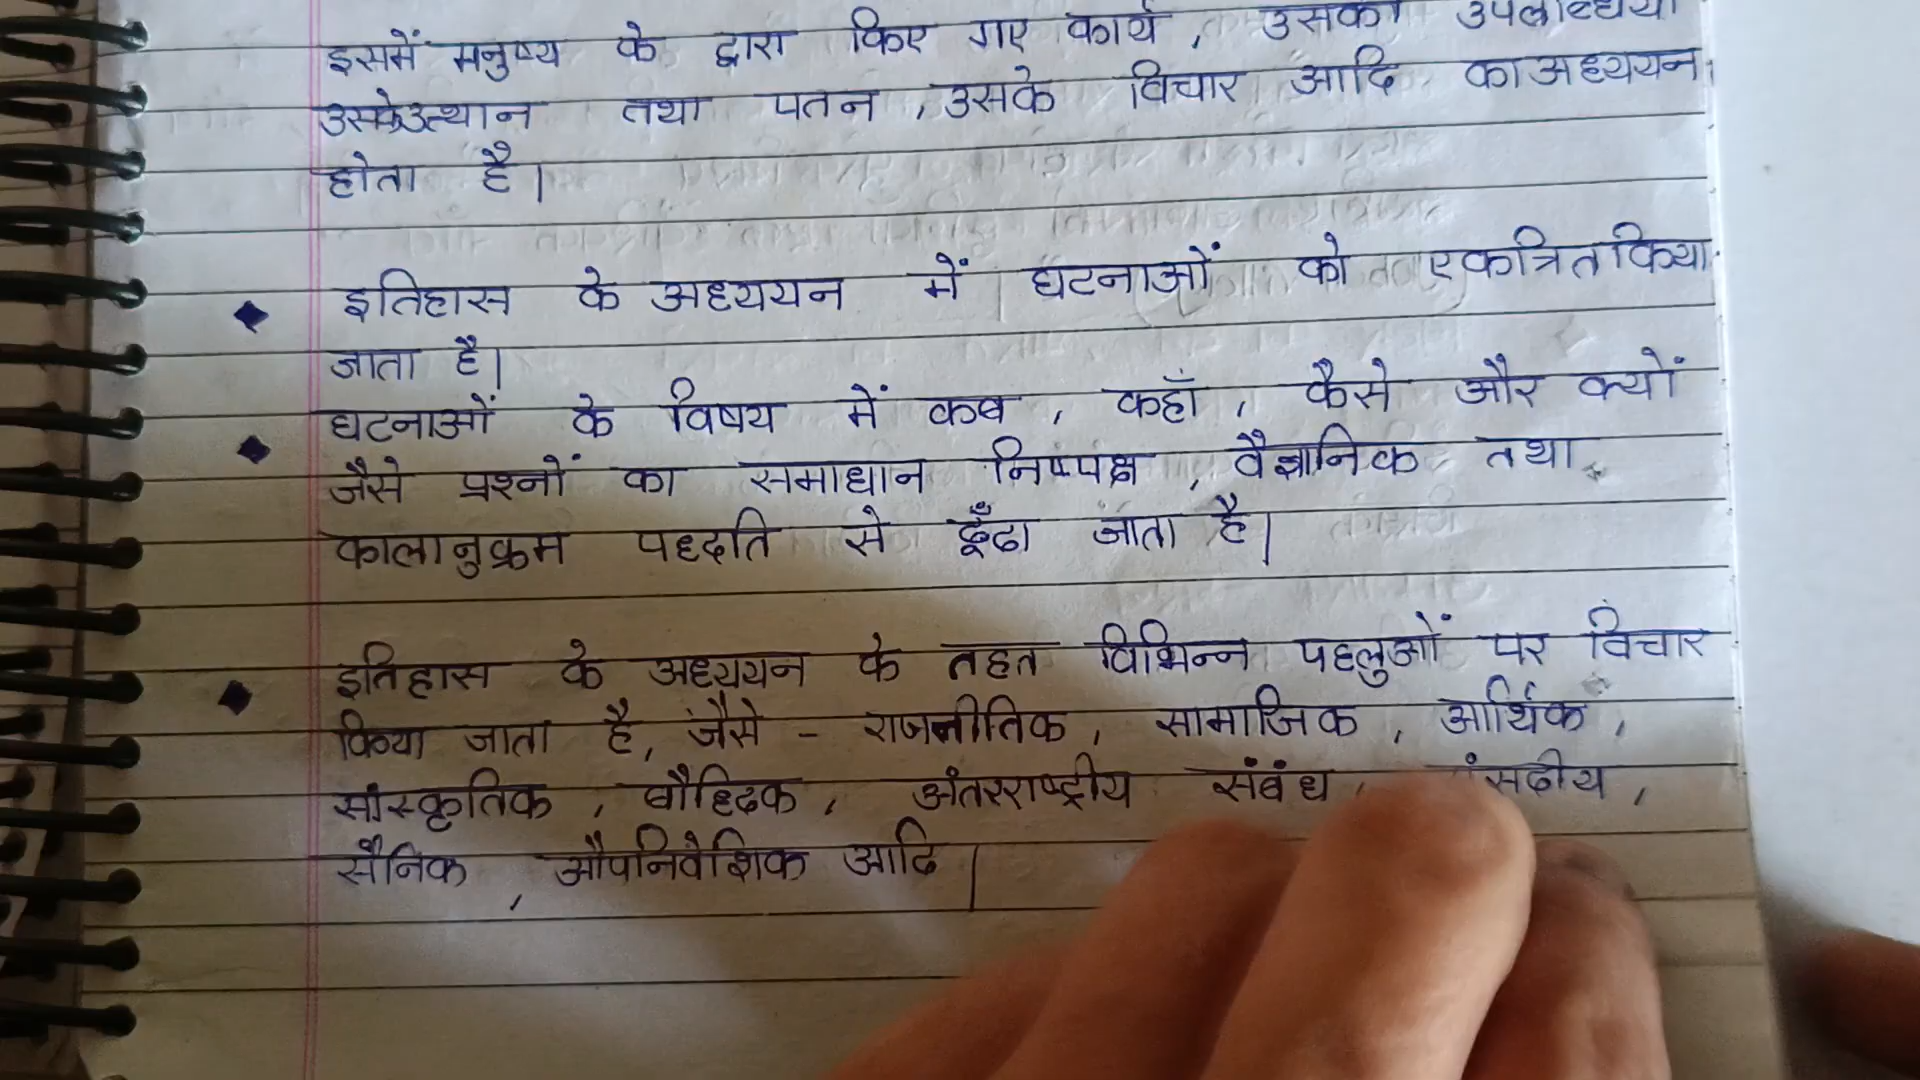 इसमें मनुष्य के द्वारा किए गए कार्य, उसकी
उसकेउत्थान तथा पतन, उसके विचार आदि का अध्ययन
होता है।
इतिहास के अध्ययन में घटनाओं को एकत्रित किया
जाता है।
घटनाओं के विषय में कब, कहाँ, कैसे और क्यों
जैसे प्रश्नों का समाधान निष्पक्ष, वैज्ञानिक तथा
कालानुक्रम पद्दति से ढूँढा जाता है।
इतिहास के अध्ययन के तहत विभिन्न पहलुओं पर विचार
किया जाता है, जैसे - राजनीतिक, सामाजिक, आर्थिक,
सांस्कृतिक, बौद्दिक, अंतरराष्ट्रीय संबंध,
सैनिक, औपनिवेशिक आदि।